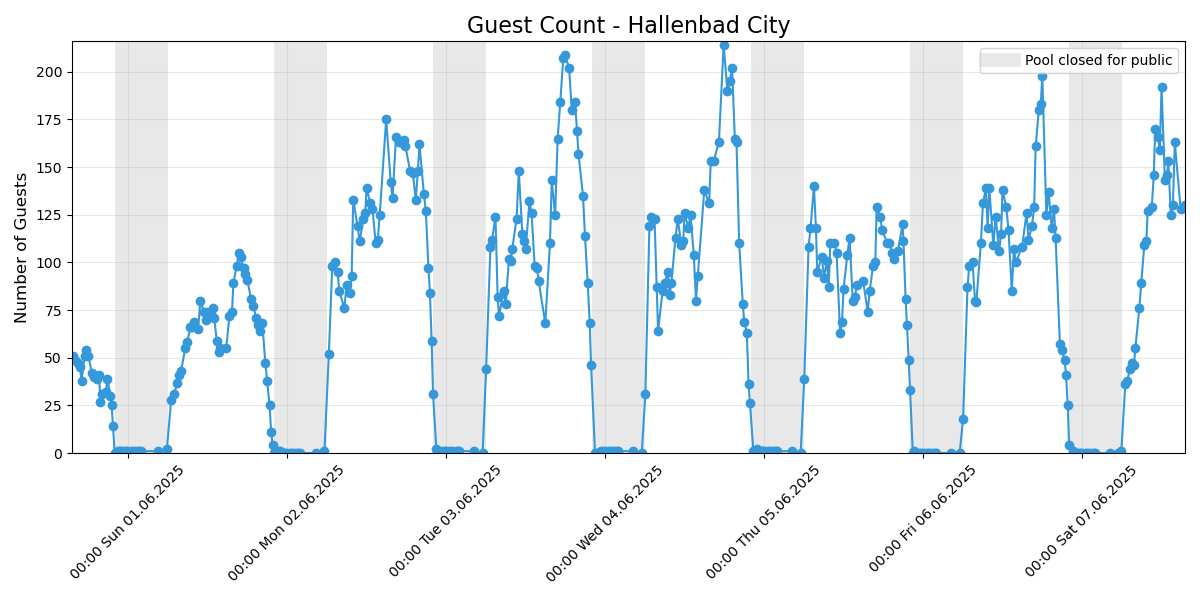 Guest Count - Hallenbad City
Pool closed for public
Number of Guests
200
175
150
125
100
75
50
25
0
00:00 Sun 01.06.2025
00:00 Mon 02.06.2025
00:00 Tue 03.06.2025
00:00 Wed 04.06.2025
00:00 Thu 05.06.2025
00:00 Fri 06.06.2025
00:00 Sat 07.06.2025